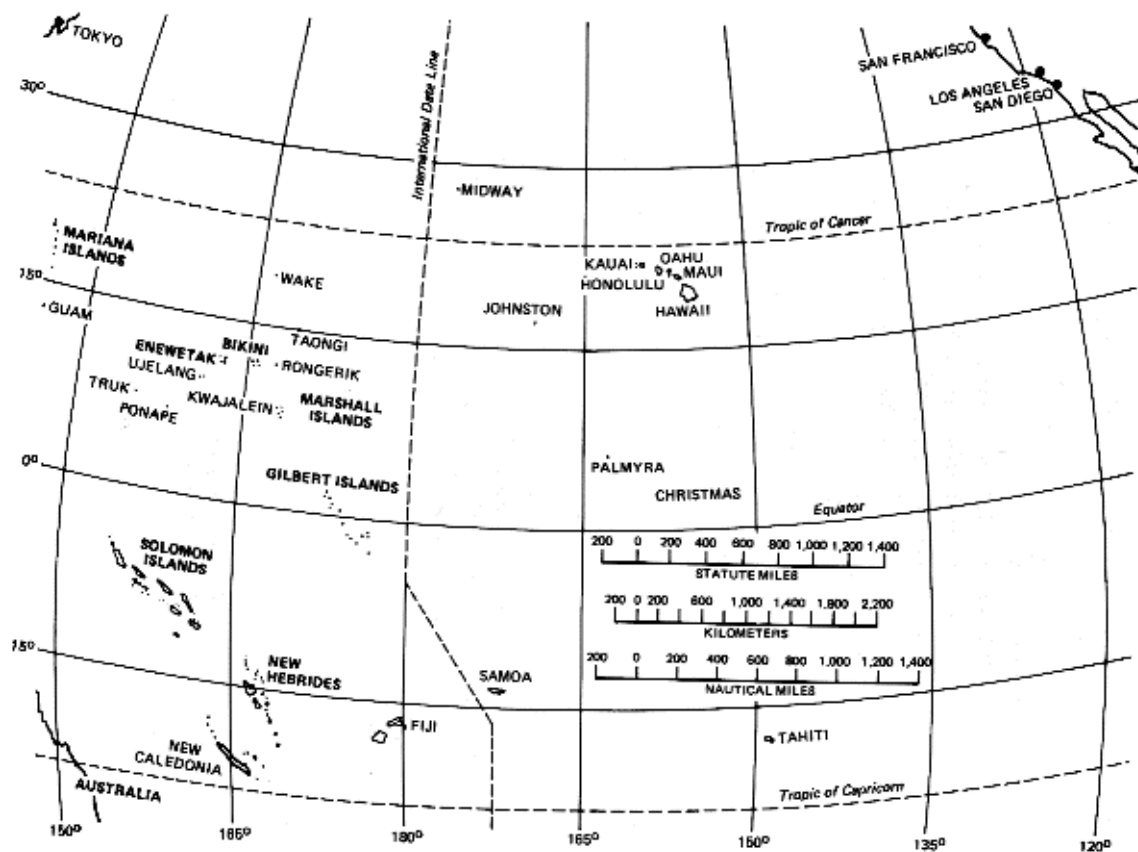 TOKYO
SAN FRANCISCO
LOS ANGELES
SAN DIEGO
30°
International Date Line
MIDWAY
Tropic of Cancer
MARIANA
ISLANDS
15°
WAKE
KAUAI
OAHU
MAUI
HONOLULU
HAWAII
JOHNSTON
GUAM
TAONGI
BIKINI
ENEWETAK
RONGERIK
UJELANG
TRUK
KWAJALEIN
MARSHALL
ISLANDS
PONAPE
0°
GILBERT ISLANDS
PALMYRA
CHRISTMAS
Equator
200 0 200 400 600 800 1,000 1,200 1,400
STATUTE MILES
SOLOMON
ISLANDS
200 0 200 600 1,000 1,400 1,800 2,200
KILOMETERS
15°
NEW
HEBRIDES
SAMOA
200 0 200 400 600 800 1,000 1,200 1,400
NAUTICAL MILES
FIJI
TAHITI
NEW
CALEDONIA
AUSTRALIA
Tropic of Capricorn
150° 165° 180° 165° 150° 135° 120°